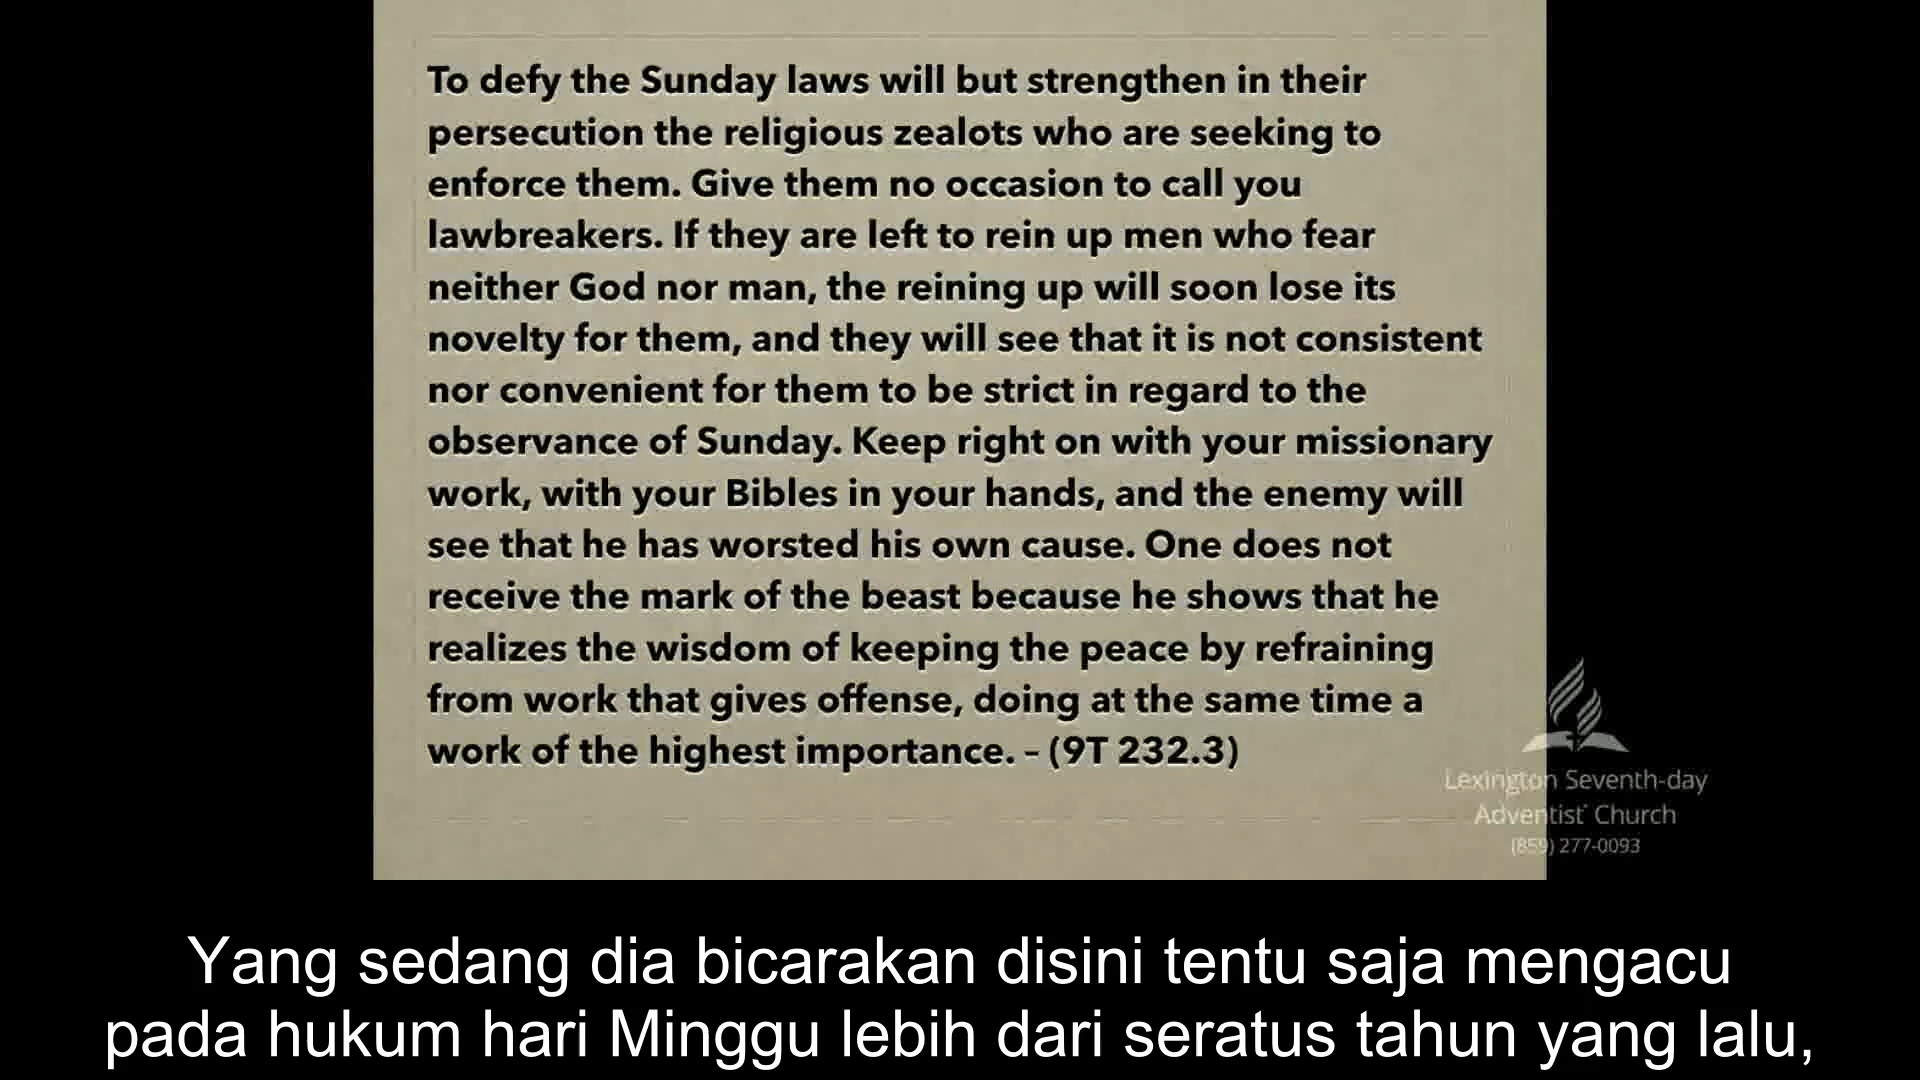 To defy the Sunday laws will but strengthen in their
persecution the religious zealots who are seeking to
enforce them. Give them no occasion to call you
lawbreakers. If they are left to rein up men who fear
neither God nor man, the reining up will soon lose its
novelty for them, and they will see that it is not consistent
nor convenient for them to be strict in regard to the
observance of Sunday. Keep right on with your missionary
work, with your Bibles in your hands, and the enemy will
see that he has worsted his own cause. One does not
receive the mark of the beast because he shows that he
realizes the wisdom of keeping the peace by refraining
from work that gives offense, doing at the same time a
work of the highest importance. – (9T 232.3)
Lexington Seventh-day
Adventist® Church
(859) 277-0093
Yang sedang dia bicarakan disini tentu saja mengacu
pada hukum hari Minggu lebih dari seratus tahun yang lalu,